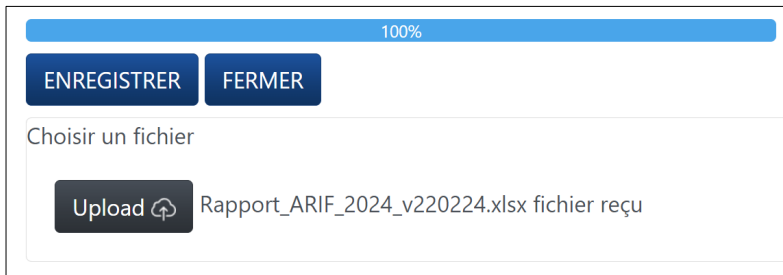 100%
ENREGISTRER FERMER
Choisir un fichier
Upload Rapport_ARIF_2024_v220224.xlsx fichier reçu